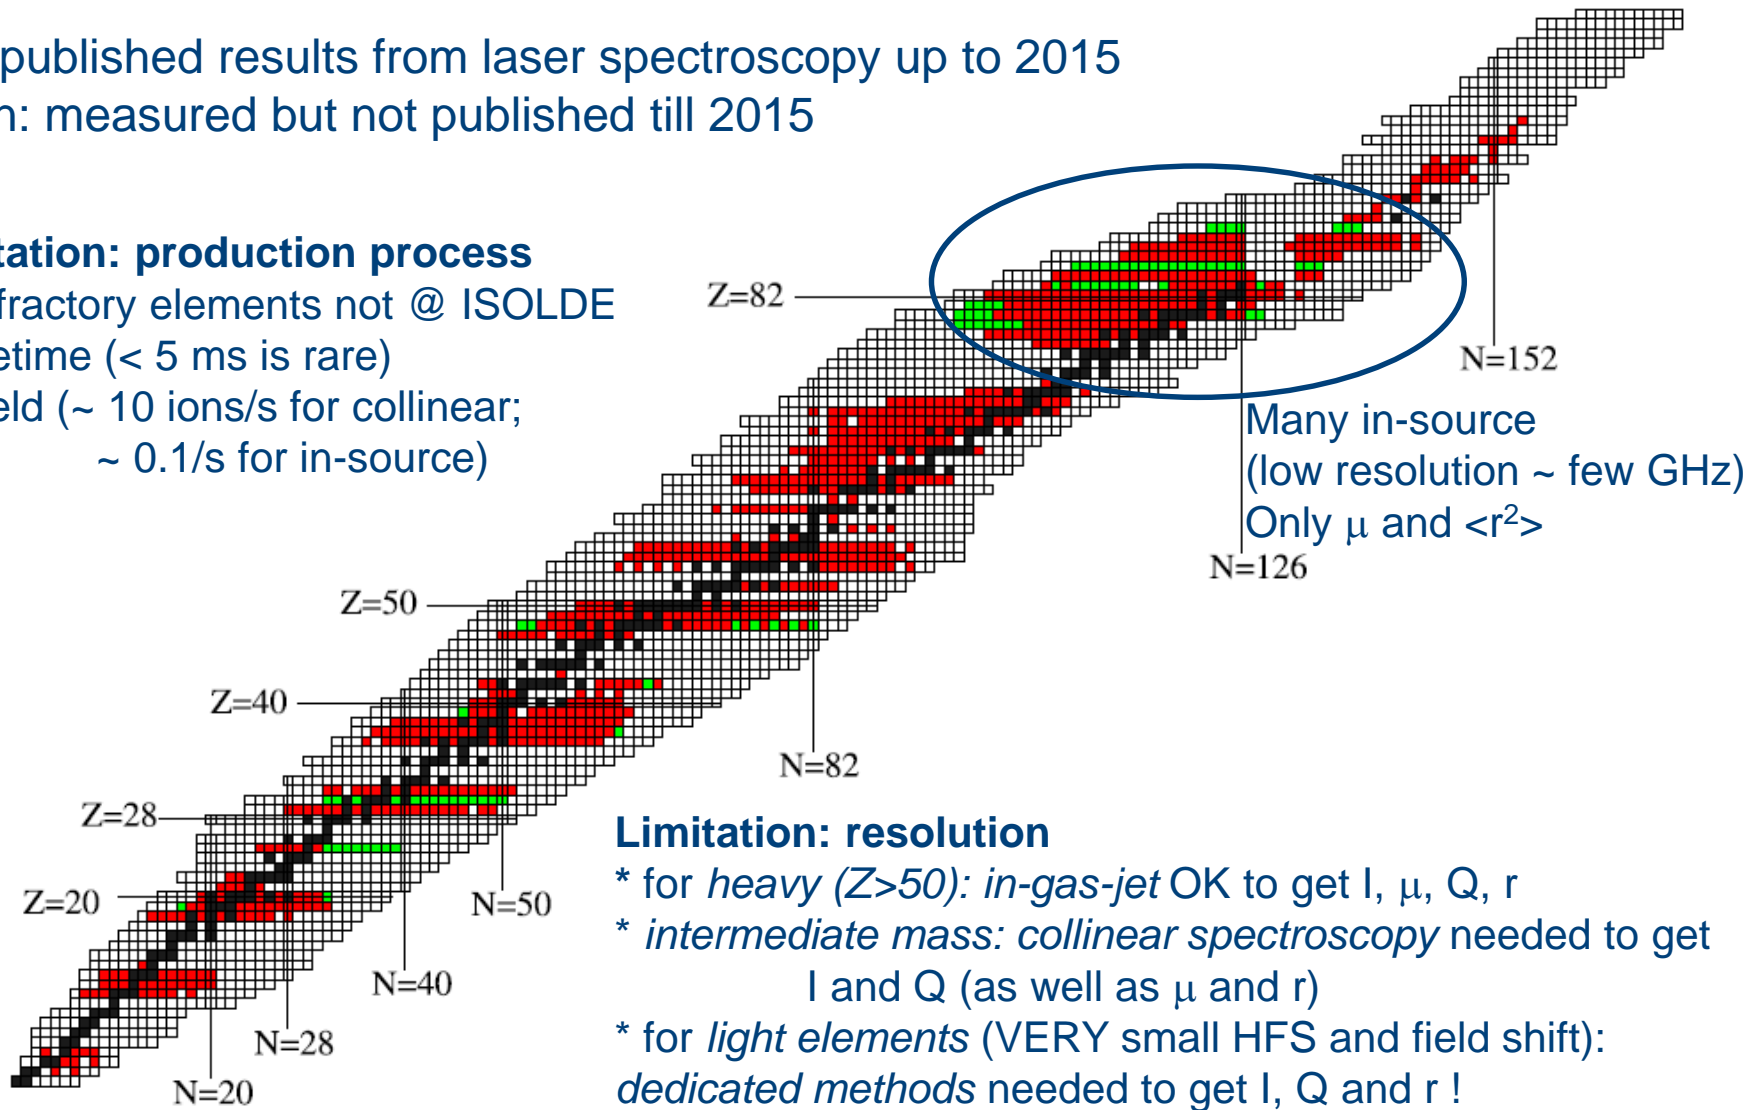 published results from laser spectroscopy up to 2015
n: measured but not published till 2015
tation: production process
fractory elements not @ ISOLDE
etime (< 5 ms is rare)
eld (~ 10 ions/s for collinear;
~ 0.1/s for in-source)
Z=82
N=152
Many in-source
(low resolution ~ few GHz)
Only μ and <r²>
N=126
Z=50
Z=40
N=82
Z=28
Limitation: resolution
* for heavy (Z>50): in-gas-jet OK to get I, μ, Q, r
Z=20
N=50
* intermediate mass: collinear spectroscopy needed to get
I and Q (as well as μ and r)
N=40
* for light elements (VERY small HFS and field shift):
N=28
dedicated methods needed to get I, Q and r !
N=20